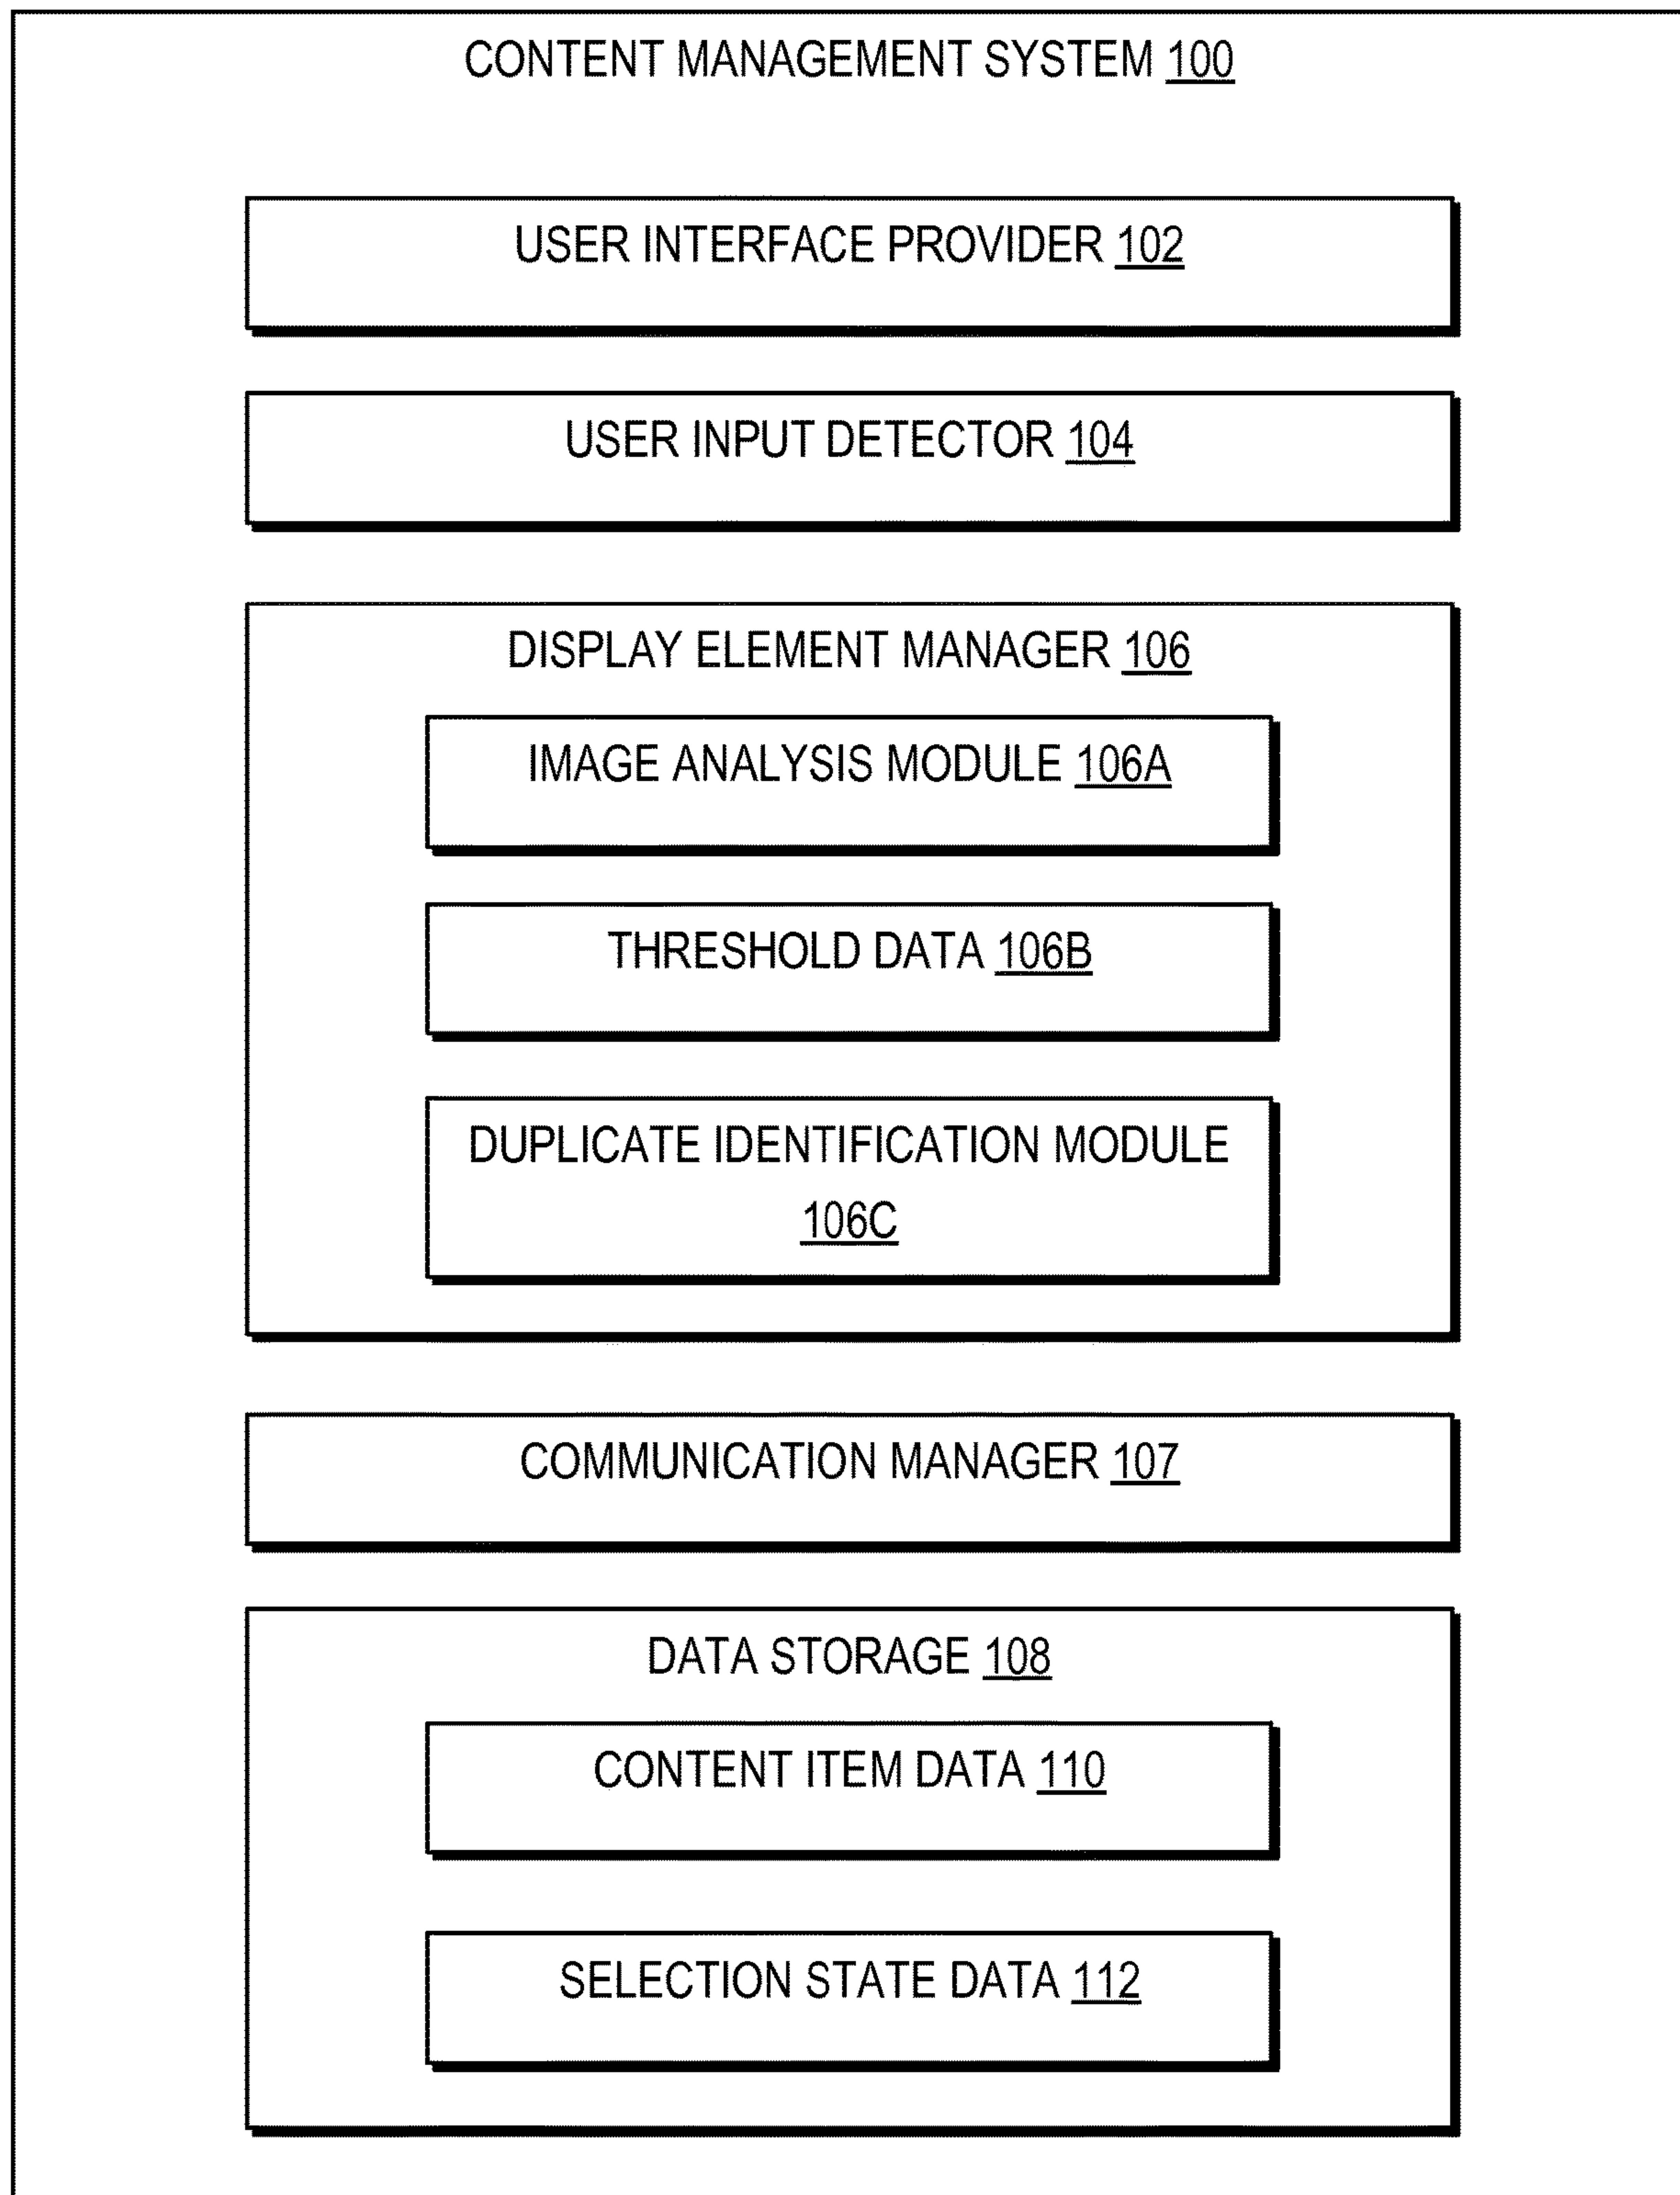 CONTENT MANAGEMENT SYSTEM 100
USER INTERFACE PROVIDER 102
USER INPUT DETECTOR 104
DISPLAY ELEMENT MANAGER 106
IMAGE ANALYSIS MODULE 106A
THRESHOLD DATA 106B
DUPLICATE IDENTIFICATION MODULE
106C
COMMUNICATION MANAGER 107
DATA STORAGE 108
CONTENT ITEM DATA 110
SELECTION STATE DATA 112